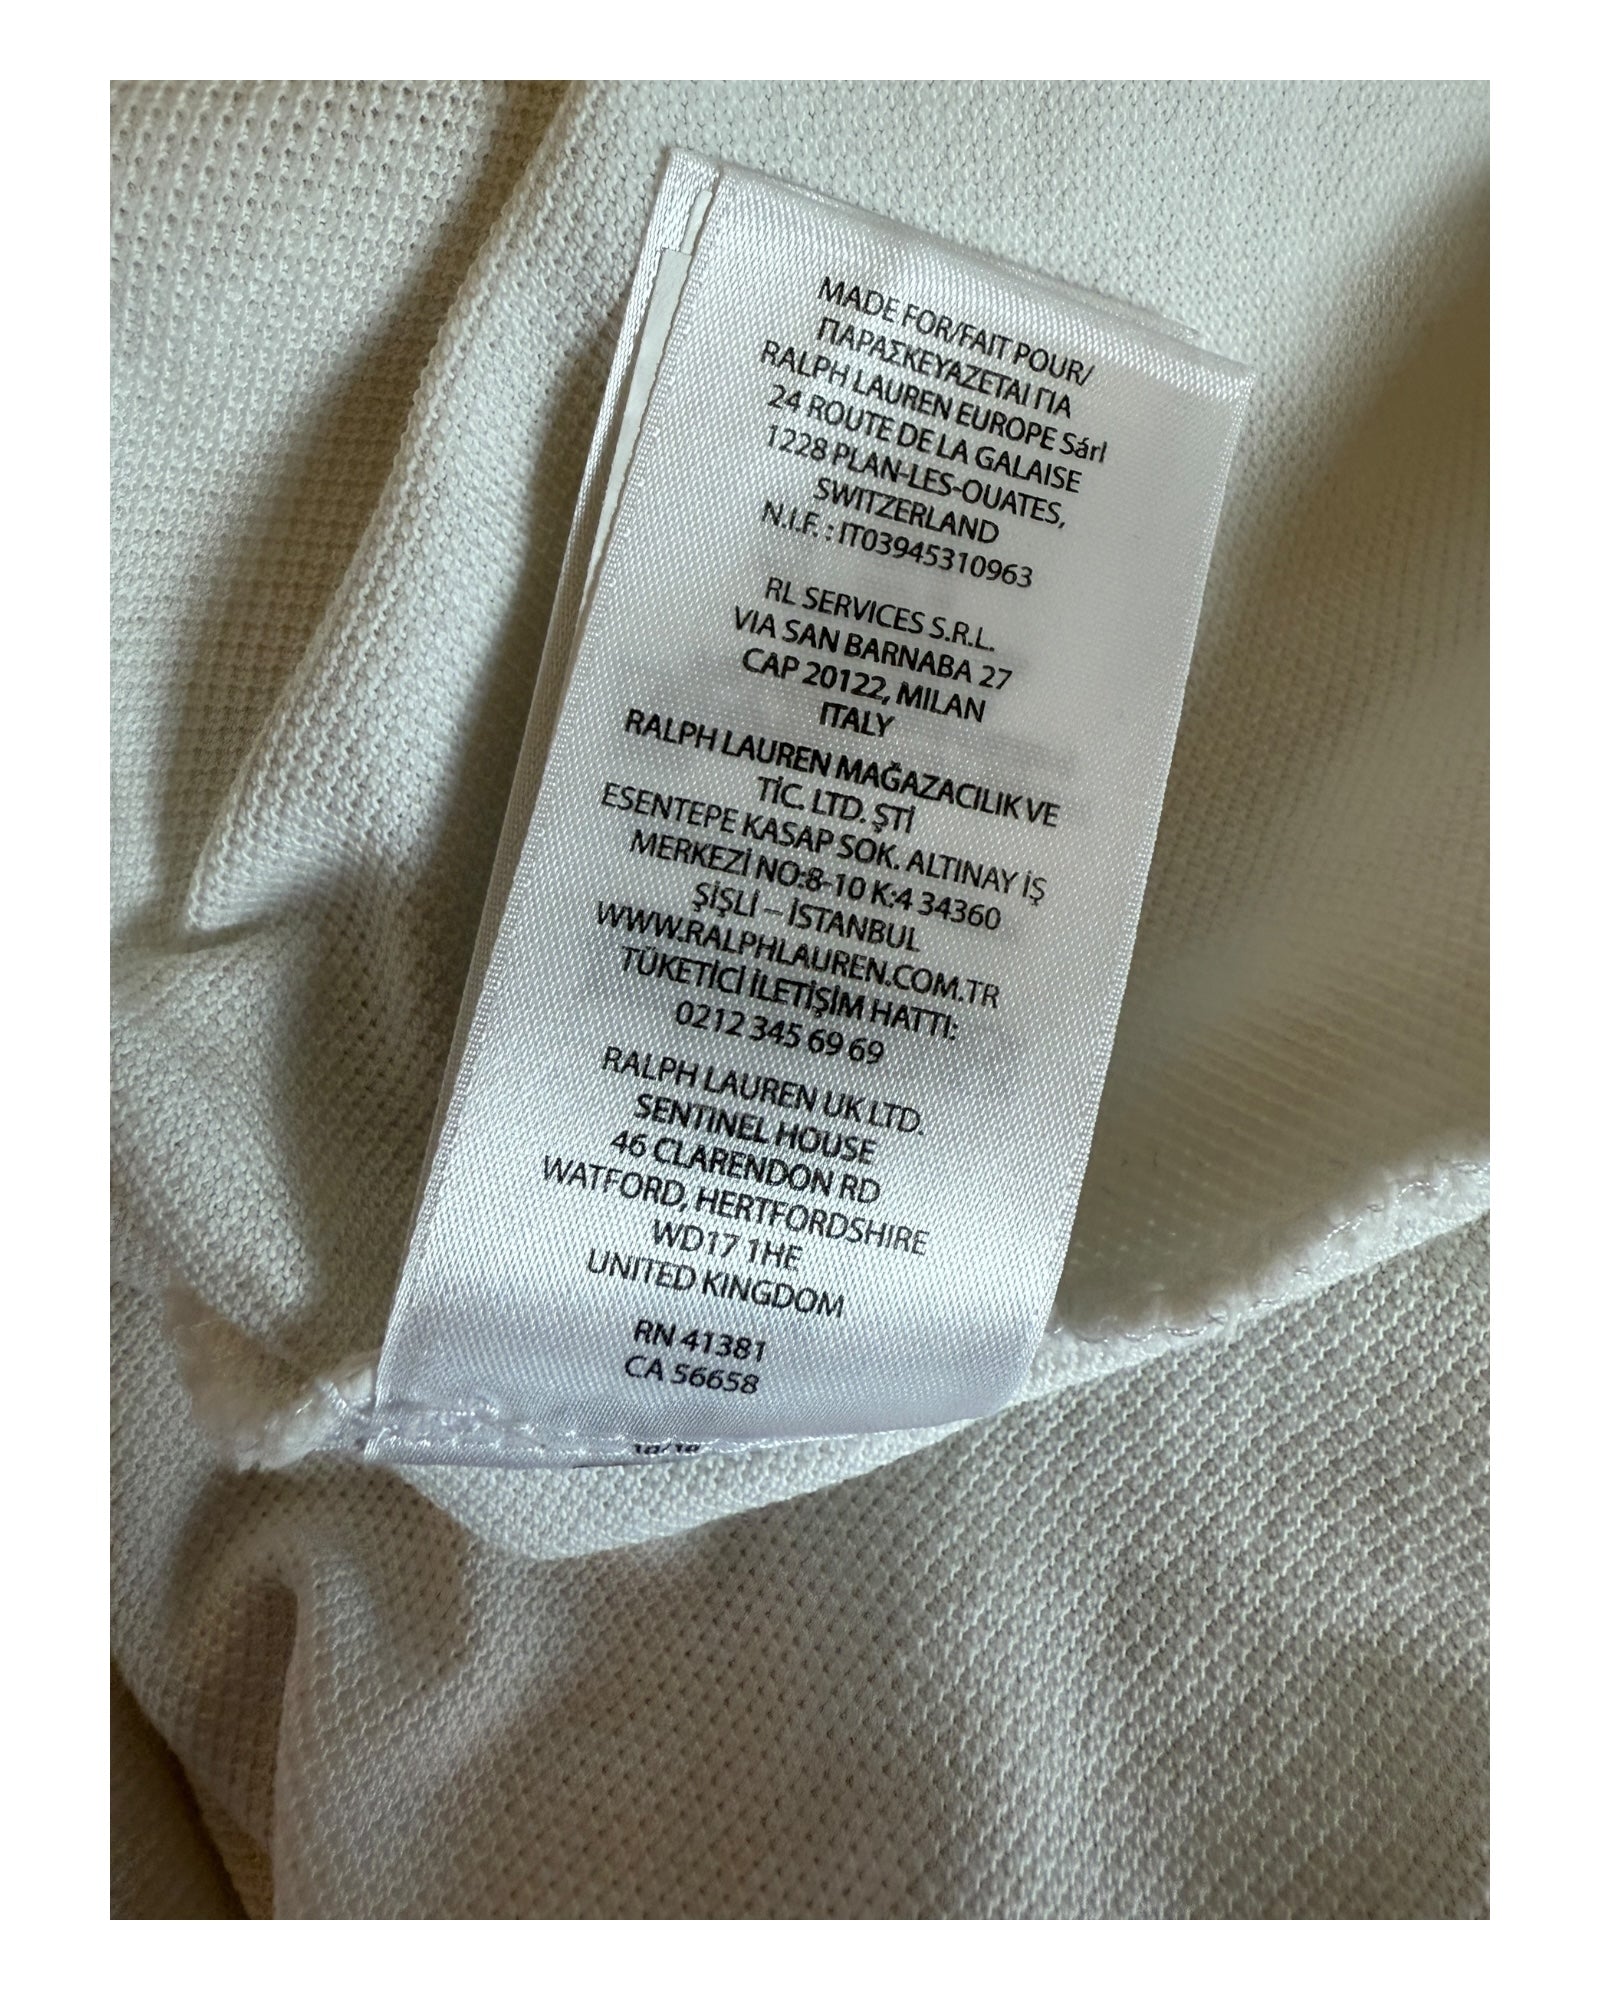 MADE FOR/FAIT POUR/
ΠΑΡΑΣΚΕΥΑΖΕΤΑΙ ΓΙΑ
RALPH LAUREN EUROPE Sárl
24 ROUTE DE LA GALAISE
1228 PLAN-LES-OUATES,
SWITZERLAND
N.I.F. : IT03945310963
RL SERVICES S.R.L.
VIA SAN BARNABA 27
CAP 20122, MILAN
ITALY
RALPH LAUREN MAĞAZACILIK VE
TİC. LTD. ŞTİ
ESENTEPE KASAP SOK. ALTINAY İŞ
MERKEZİ NO:8-10 K:4 34360
ŞİŞLİ – İSTANBUL
WWW.RALPHLAUREN.COM.TR
TÜKETİCİ İLETİŞİM HATTI:
0212 345 69 69
RALPH LAUREN UK LTD.
SENTINEL HOUSE
46 CLARENDON RD
WATFORD, HERTFORDSHIRE
WD17 1HE
UNITED KINGDOM
RN 41381
CA 56658